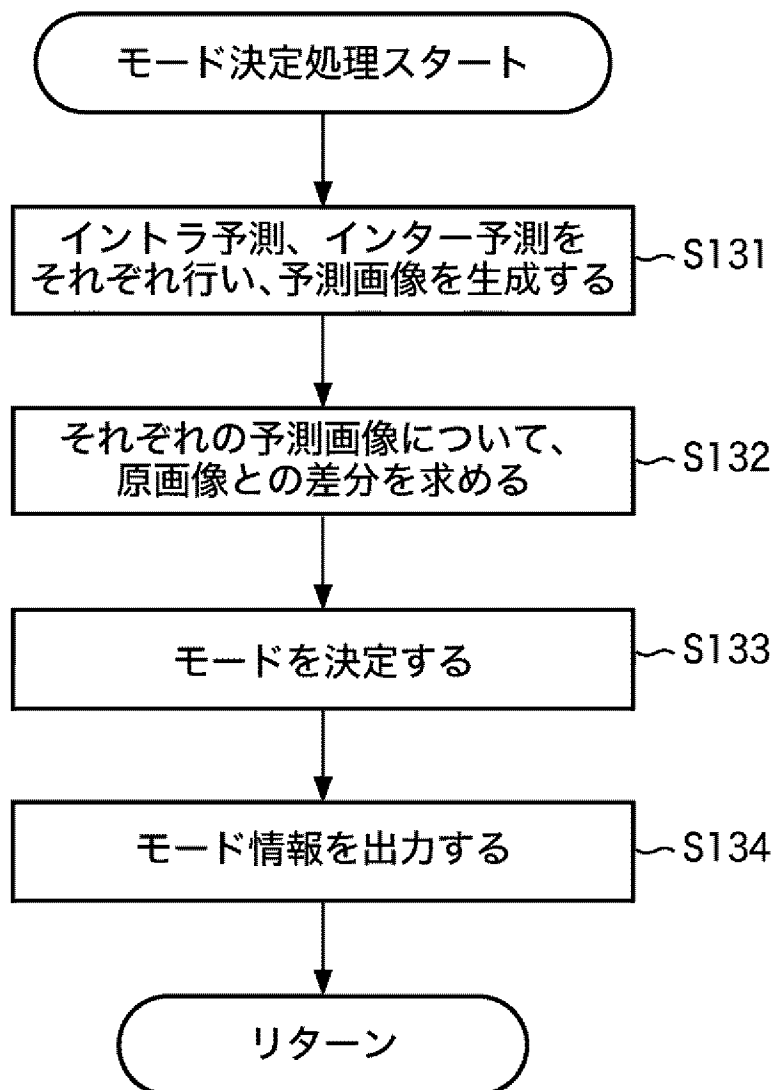 モード決定処理スタート
イントラ予測、インター予測を
それぞれ行い、予測画像を生成する
S131
それぞれの予測画像について、
原画像との差分を求める
S132
モードを決定する
S133
モード情報を出力する
S134
リターン